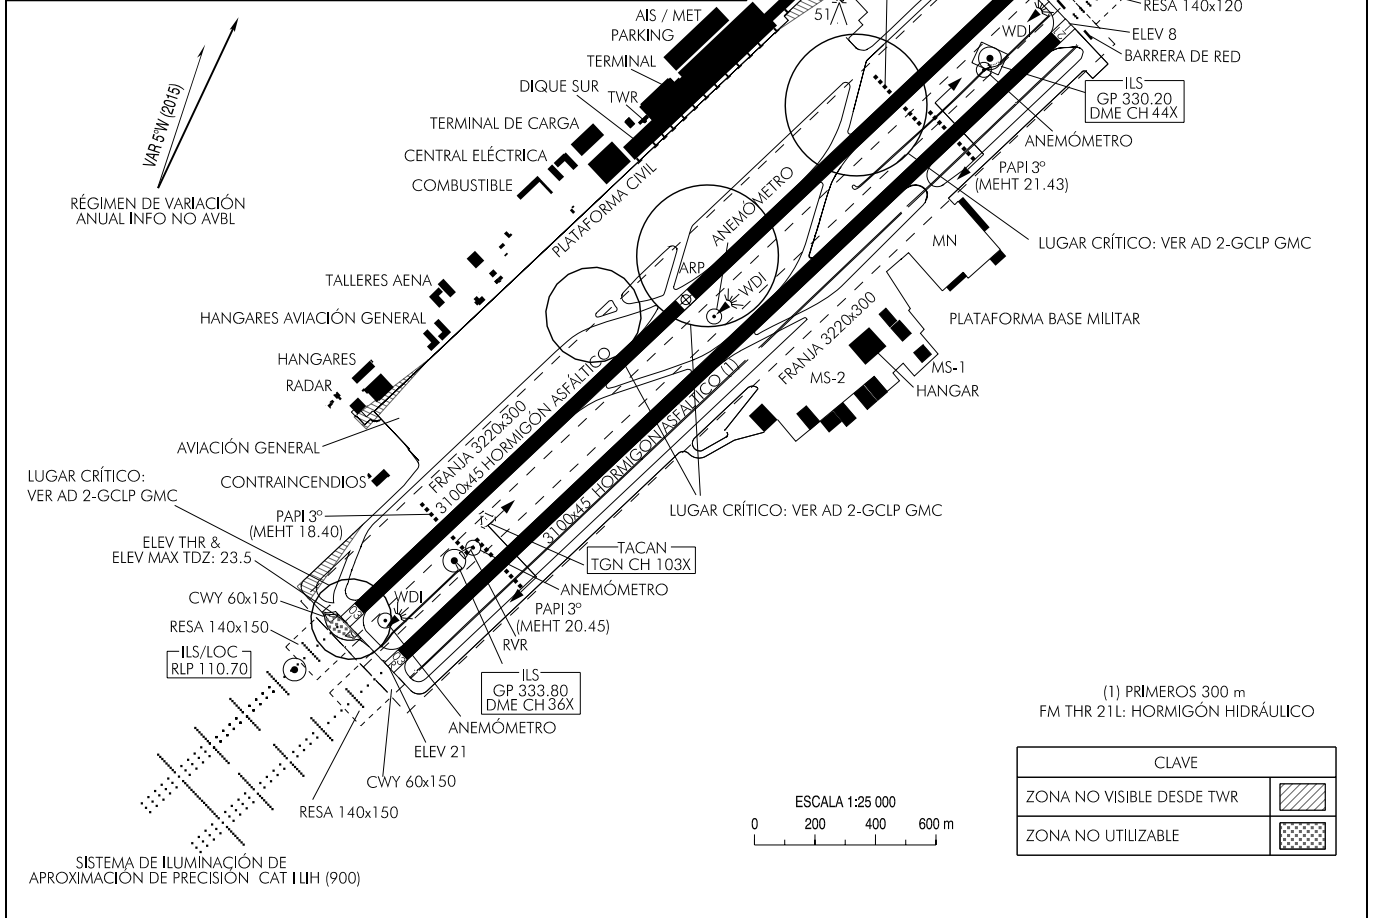 AIS / MET
PARKING
TERMINAL
DIQUE SUR
TWR
TERMINAL DE CARGA
CENTRAL ELÉCTRICA
COMBUSTIBLE
PLATAFORMA CIVIL
51
WDI
RESA 140x120
ELEV 8
BARRERA DE RED
ILS
GP 330.20
DME CH 44X
ANEMÓMETRO
PAPI 3º
(MEHT 21.43)
LUGAR CRÍTICO: VER AD 2-GCLP GMC
VAR 5ºW (2015)
RÉGIMEN DE VARIACIÓN
ANUAL INFO NO AVBL
ANEMÓMETRO
ARP
WDI
MN
TALLERES AENA
HANGARES AVIACIÓN GENERAL
HANGARES
RADAR
AVIACIÓN GENERAL
CONTRAINCENDIOS
PLATAFORMA BASE MILITAR
FRANJA 3220x300
MS-1
MS-2
HANGAR
FRANJA 3220x300
3100x45 HORMIGÓN ASFÁLTICO
3100x45 HORMIGÓN ASFÁLTICO (1)
LUGAR CRÍTICO: VER AD 2-GCLP GMC
LUGAR CRÍTICO:
VER AD 2-GCLP GMC
PAPI 3º
(MEHT 18.40)
ELEV THR &
ELEV MAX TDZ: 23.5
CWY 60x150
RESA 140x150
ILS/LOC
RLP 110.70
WDI
03
L
03
R
TACAN
TGN CH 103X
ANEMÓMETRO
PAPI 3º
(MEHT 20.45)
RVR
ILS
GP 333.80
DME CH 36X
ANEMÓMETRO
ELEV 21
CWY 60x150
RESA 140x150
SISTEMA DE ILUMINACIÓN DE
APROXIMACIÓN DE PRECISIÓN CAT I LIH (900)
ESCALA 1:25 000
0 200 400 600 m
(1) PRIMEROS 300 m
FM THR 21L: HORMIGÓN HIDRÁULICO
CLAVE
ZONA NO VISIBLE DESDE TWR
ZONA NO UTILIZABLE